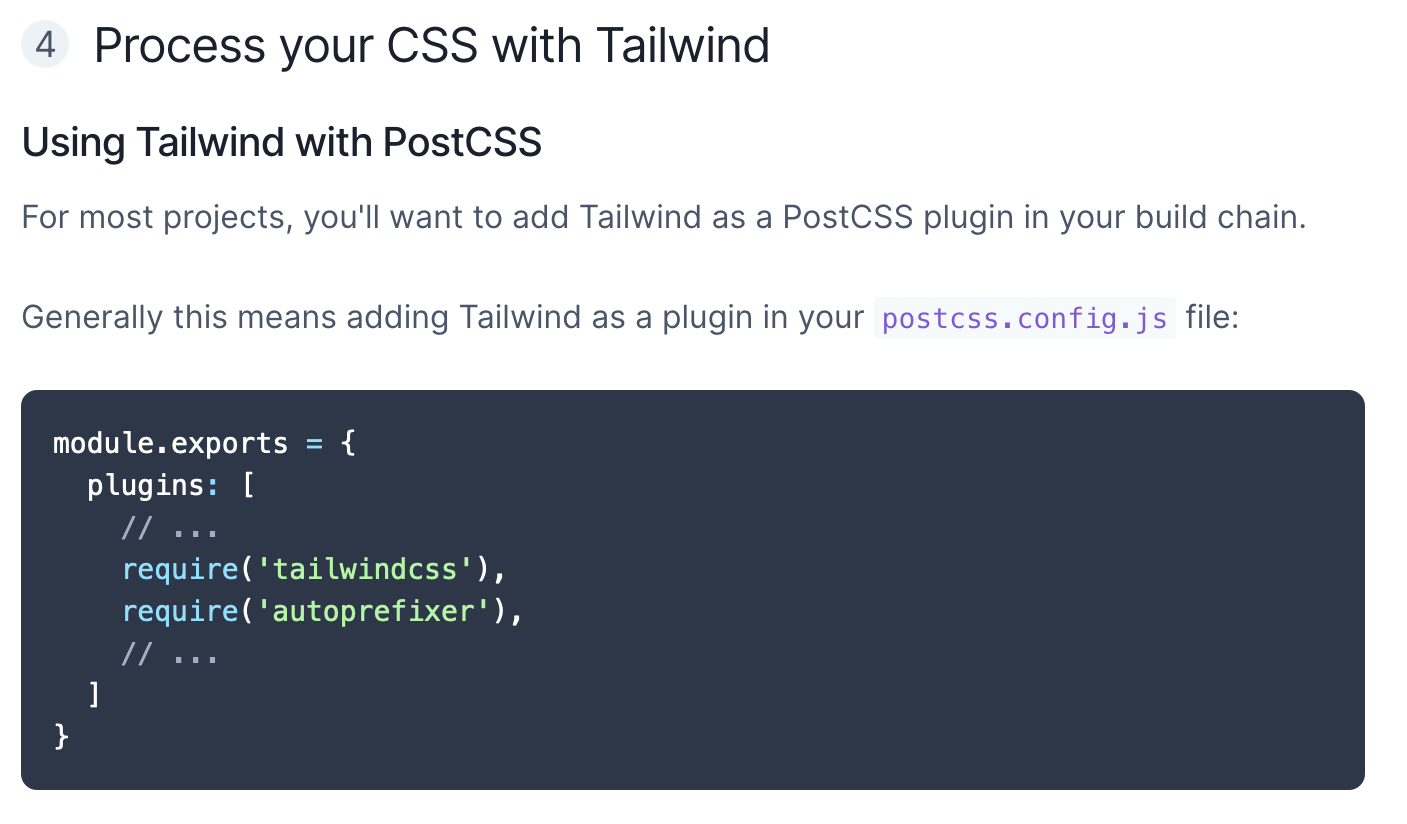 4 Process your CSS with Tailwind
Using Tailwind with PostCSS
For most projects, you'll want to add Tailwind as a PostCSS plugin in your build chain.
Generally this means adding Tailwind as a plugin in your postcss.config.js file:
module.exports = {
  plugins: [
    // ...
    require('tailwindcss'),
    require('autoprefixer'),
    // ...
  ]
}